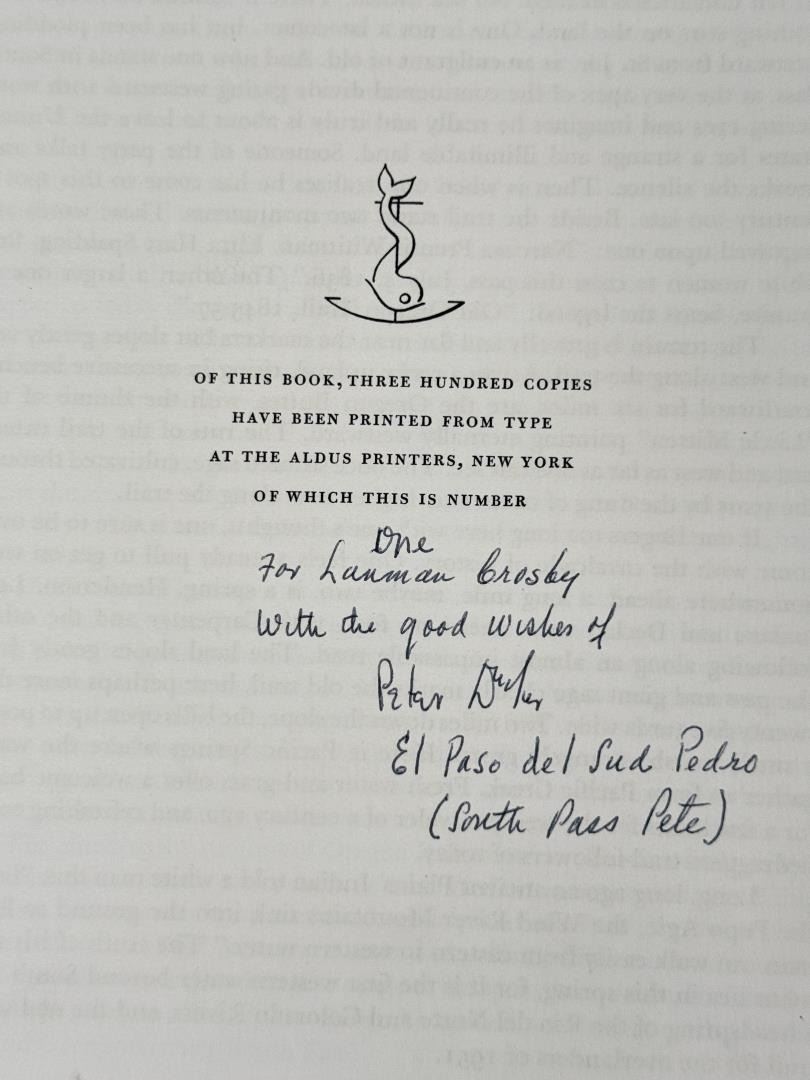 OF THIS BOOK, THREE HUNDRED COPIES
HAVE BEEN PRINTED FROM TYPE
AT THE ALDUS PRINTERS, NEW YORK
OF WHICH THIS IS NUMBER
One
For Lanman Crosby
With the good wishes of
Peter Decker
El Paso del Sud Pedro
(South Pass Pete)